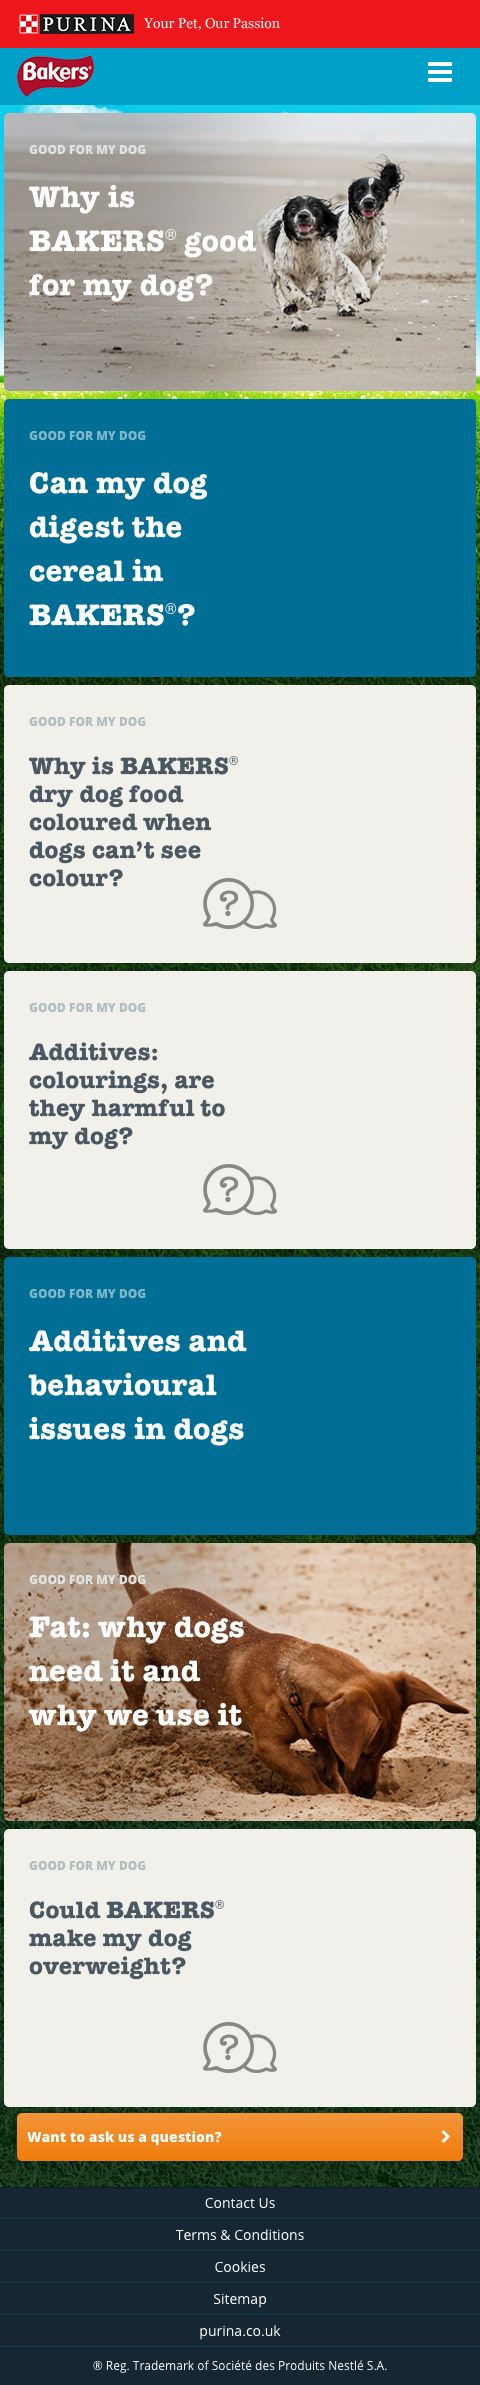 PURINA Your Pet, Our Passion
Bakers®
GOOD FOR MY DOG
Why is
BAKERS® good
for my dog?
GOOD FOR MY DOG
Can my dog
digest the
cereal in
BAKERS®?
GOOD FOR MY DOG
Why is BAKERS®
dry dog food
coloured when
dogs can't see
colour?
?
GOOD FOR MY DOG
Additives:
colourings, are
they harmful to
my dog?
?
GOOD FOR MY DOG
Additives and
behavioural
issues in dogs
GOOD FOR MY DOG
Fat: why dogs
need it and
why we use it
GOOD FOR MY DOG
Could BAKERS®
make my dog
overweight?
?
Want to ask us a question?
Contact Us
Terms & Conditions
Cookies
Sitemap
purina.co.uk
® Reg. Trademark of Société des Produits Nestlé S.A.